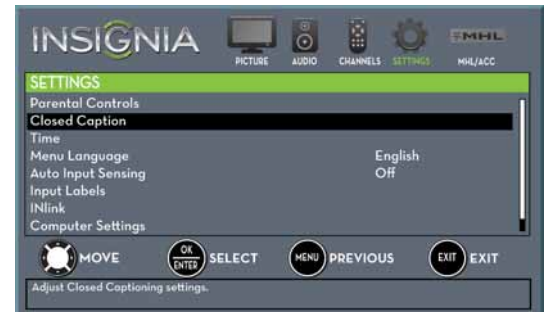 INSIGNIA
PICTURE AUDIO CHANNELS SETTINGS MHL MHL/ACC
SETTINGS
Parental Controls
Closed Caption
Time
Menu Language English
Auto Input Sensing Off
Input Labels
INlink
Computer Settings
MOVE OK ENTER SELECT MENU PREVIOUS EXIT EXIT
Adjust Closed Captioning settings.